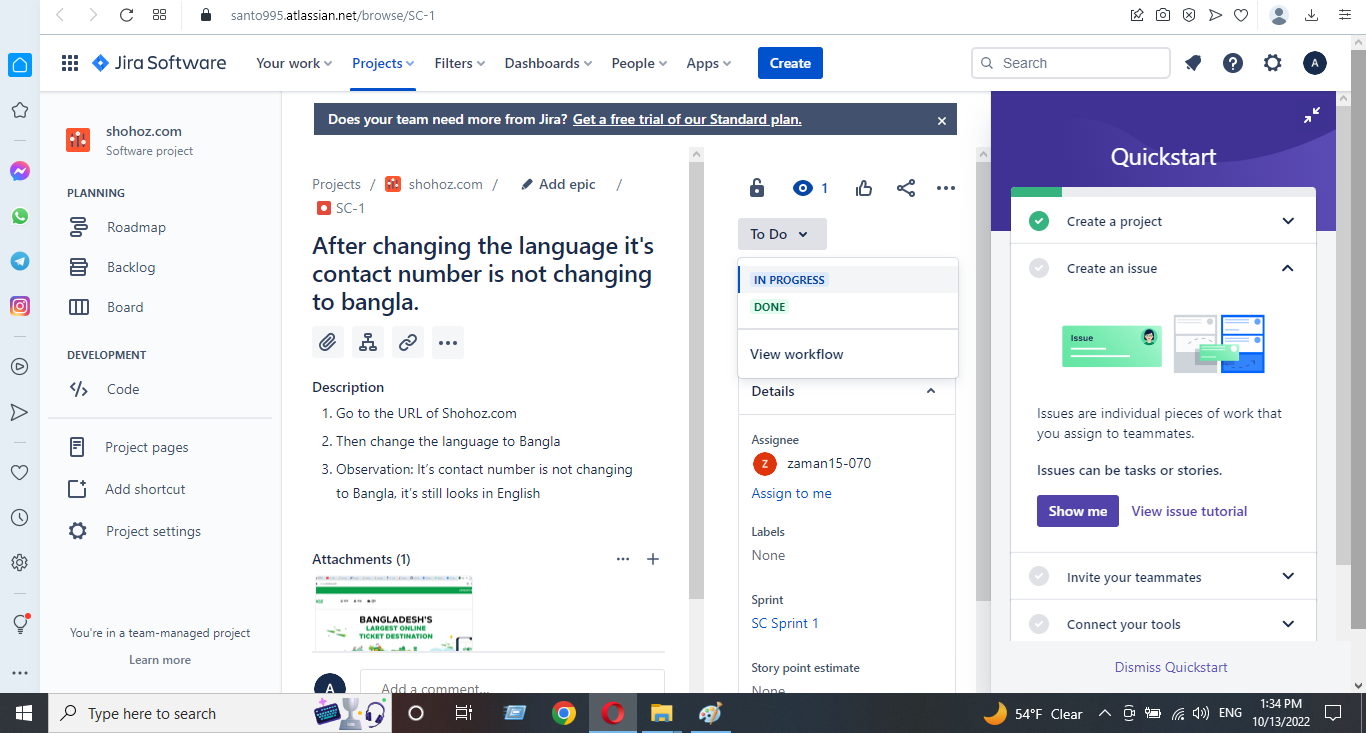 santo995.atlassian.net/browse/SC-1
Jira Software
Your work
Projects
Filters
Dashboards
People
Apps
Create
Search
A
shohoz.com
Software project
PLANNING
Roadmap
Backlog
Board
DEVELOPMENT
Code
Project pages
Add shortcut
Project settings
You're in a team-managed project
Learn more
Does your team need more from Jira? Get a free trial of our Standard plan.
Projects / shohoz.com / Add epic /
SC-1
After changing the language it's
contact number is not changing
to bangla.
Description
1. Go to the URL of Shohoz.com
2. Then change the language to Bangla
3. Observation: It's contact number is not changing
to Bangla, it's still looks in English
Attachments (1)
BANGLADESH'S
LARGEST ONLINE
TICKET DESTINATION
A
Add a comment...
1
To Do
IN PROGRESS
DONE
View workflow
Details
Assignee
Z zaman15-070
Assign to me
Labels
None
Sprint
SC Sprint 1
Story point estimate
None
Quickstart
Create a project
Create an issue
Issue
Issues are individual pieces of work that
you assign to teammates.
Issues can be tasks or stories.
Show me
View issue tutorial
Invite your teammates
Connect your tools
Dismiss Quickstart
Type here to search
54°F Clear
ENG
1:34 PM
10/13/2022